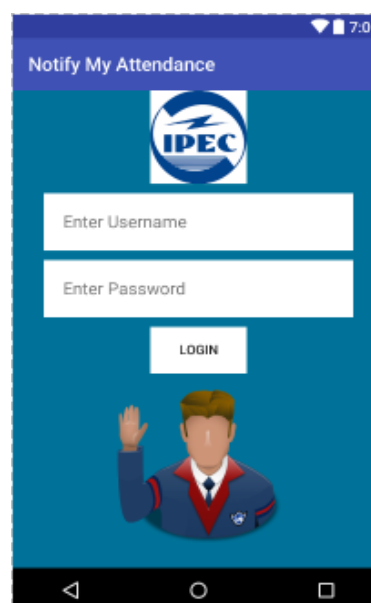 7:0
Notify My Attendance
IPEC
Enter Username
Enter Password
LOGIN